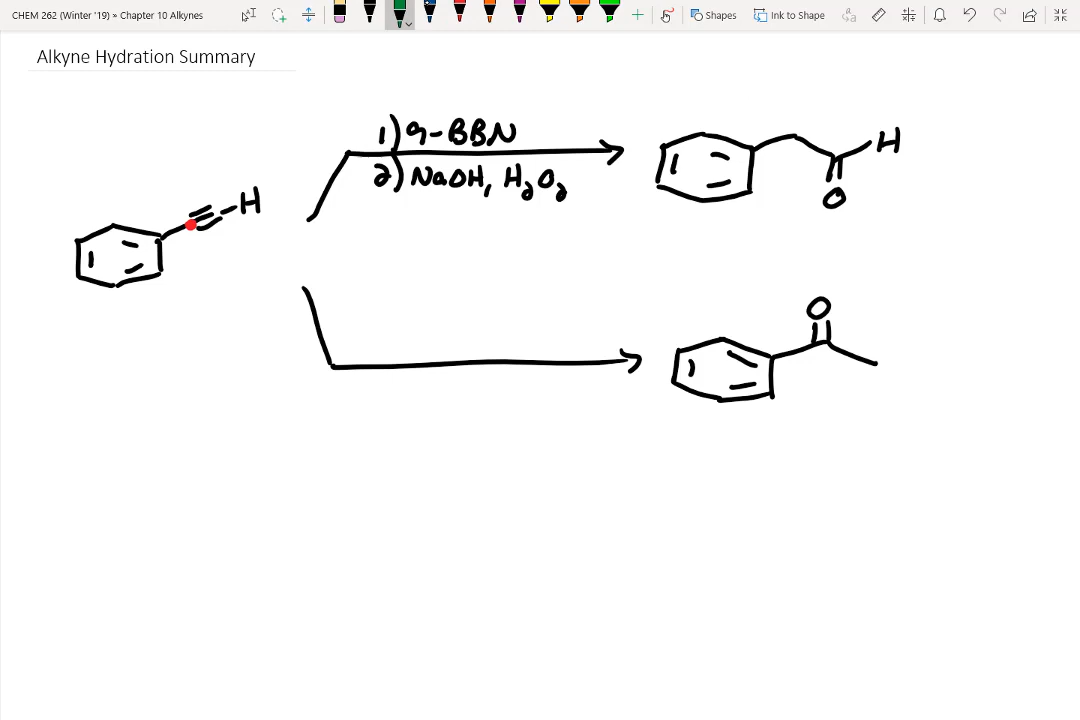 CHEM 262 (Winter '19) » Chapter 10 Alkynes
Shapes
Ink to Shape
Alkyne Hydration Summary
1) 9-BBN
2) NaOH, H₂O₂
H
O
H
O